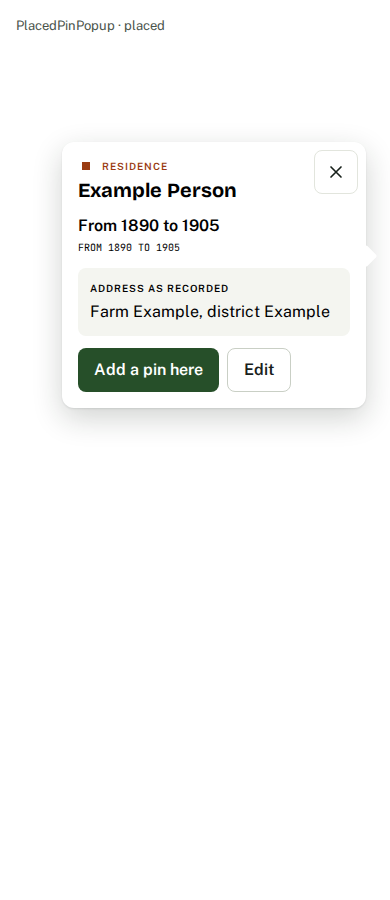 PlacedPinPopup · placed
RESIDENCE
Example Person
From 1890 to 1905
FROM 1890 TO 1905
ADDRESS AS RECORDED
Farm Example, district Example
Add a pin here
Edit